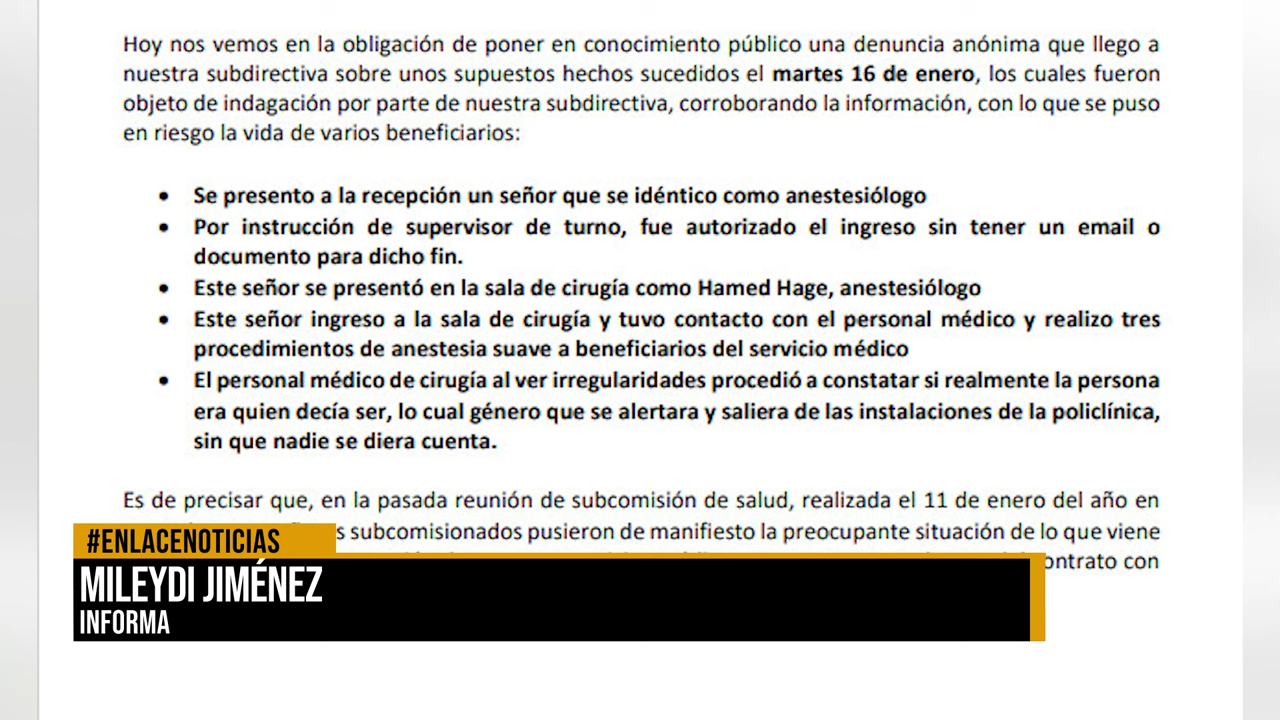 Hoy nos vemos en la obligación de poner en conocimiento público una denuncia anónima que llego a
nuestra subdirectiva sobre unos supuestos hechos sucedidos el martes 16 de enero, los cuales fueron
objeto de indagación por parte de nuestra subdirectiva, corroborando la información, con lo que se puso
en riesgo la vida de varios beneficiarios:
• Se presento a la recepción un señor que se idéntico como anestesiólogo
• Por instrucción de supervisor de turno, fue autorizado el ingreso sin tener un email o
documento para dicho fin.
• Este señor se presentó en la sala de cirugía como Hamed Hage, anestesiólogo
• Este señor ingreso a la sala de cirugía y tuvo contacto con el personal médico y realizo tres
procedimientos de anestesia suave a beneficiarios del servicio médico
• El personal médico de cirugía al ver irregularidades procedió a constatar si realmente la persona
era quien decía ser, lo cual género que se alertara y saliera de las instalaciones de la policlínica,
sin que nadie se diera cuenta.
Es de precisar que, en la pasada reunión de subcomisión de salud, realizada el 11 de enero del año en
subcomisionados pusieron de manifiesto la preocupante situación de lo que viene
con
#ENLACENOTICIAS
MILEYDI JIMÉNEZ
INFORMA